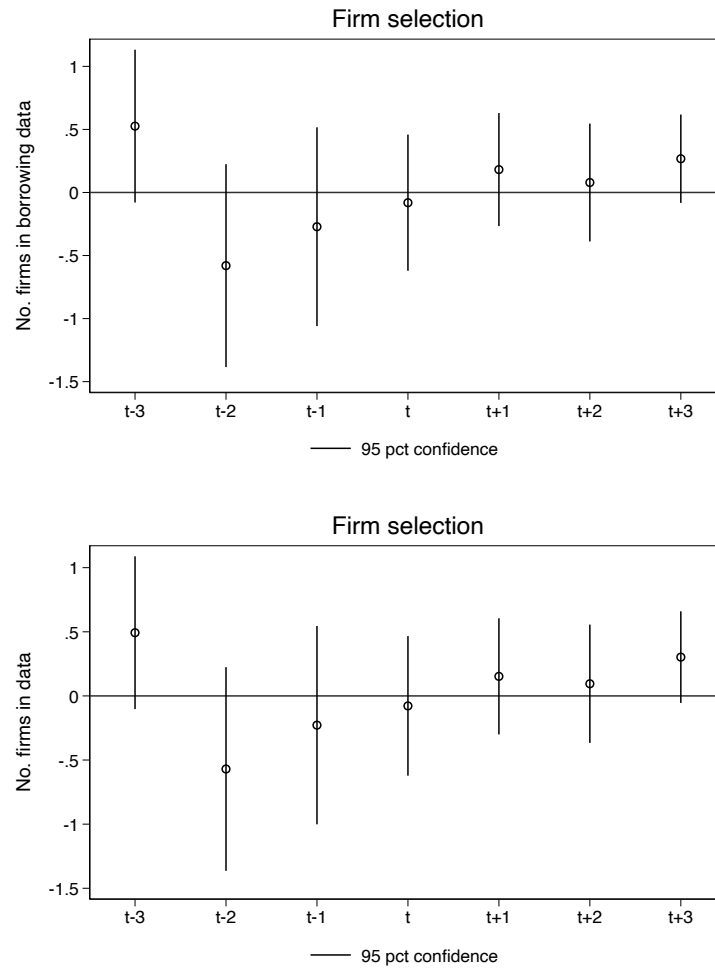 Firm selection
No. firms in borrowing data
1
.5
0
-.5
-1
-1.5
t-3 t-2 t-1 t t+1 t+2 t+3
95 pct confidence
Firm selection
No. firms in data
1
.5
0
-.5
-1
-1.5
t-3 t-2 t-1 t t+1 t+2 t+3
95 pct confidence